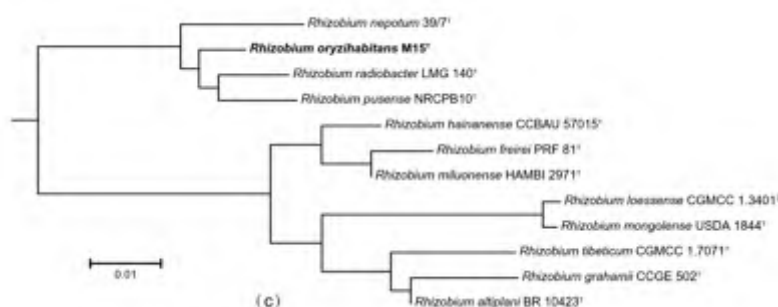 Rhizobium nepotum 39/7ᵀ
Rhizobium oryzihabitans M15ᵀ
Rhizobium radiobacter LMG 140ᵀ
Rhizobium pusense NRCPB10ᵀ
Rhizobium hainanense CCBAU 57015ᵀ
Rhizobium freirei PRF 81ᵀ
Rhizobium miluonense HAMBI 2971ᵀ
Rhizobium loessense CGMCC 1.3401ᵀ
Rhizobium mongolense USDA 1844ᵀ
Rhizobium tibeticum CGMCC 1.7071ᵀ
Rhizobium grahamii CCGE 502ᵀ
Rhizobium altiplani BR 10423ᵀ
0.01
(c)